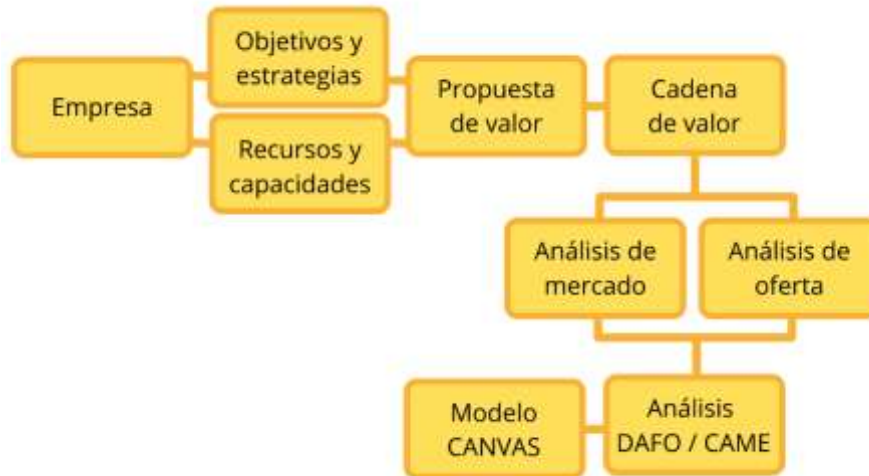 Empresa
Objetivos y
estrategias
Recursos y
capacidades
Propuesta
de valor
Cadena
de valor
Análisis de
mercado
Análisis de
oferta
Modelo
CANVAS
Análisis
DAFO / CAME